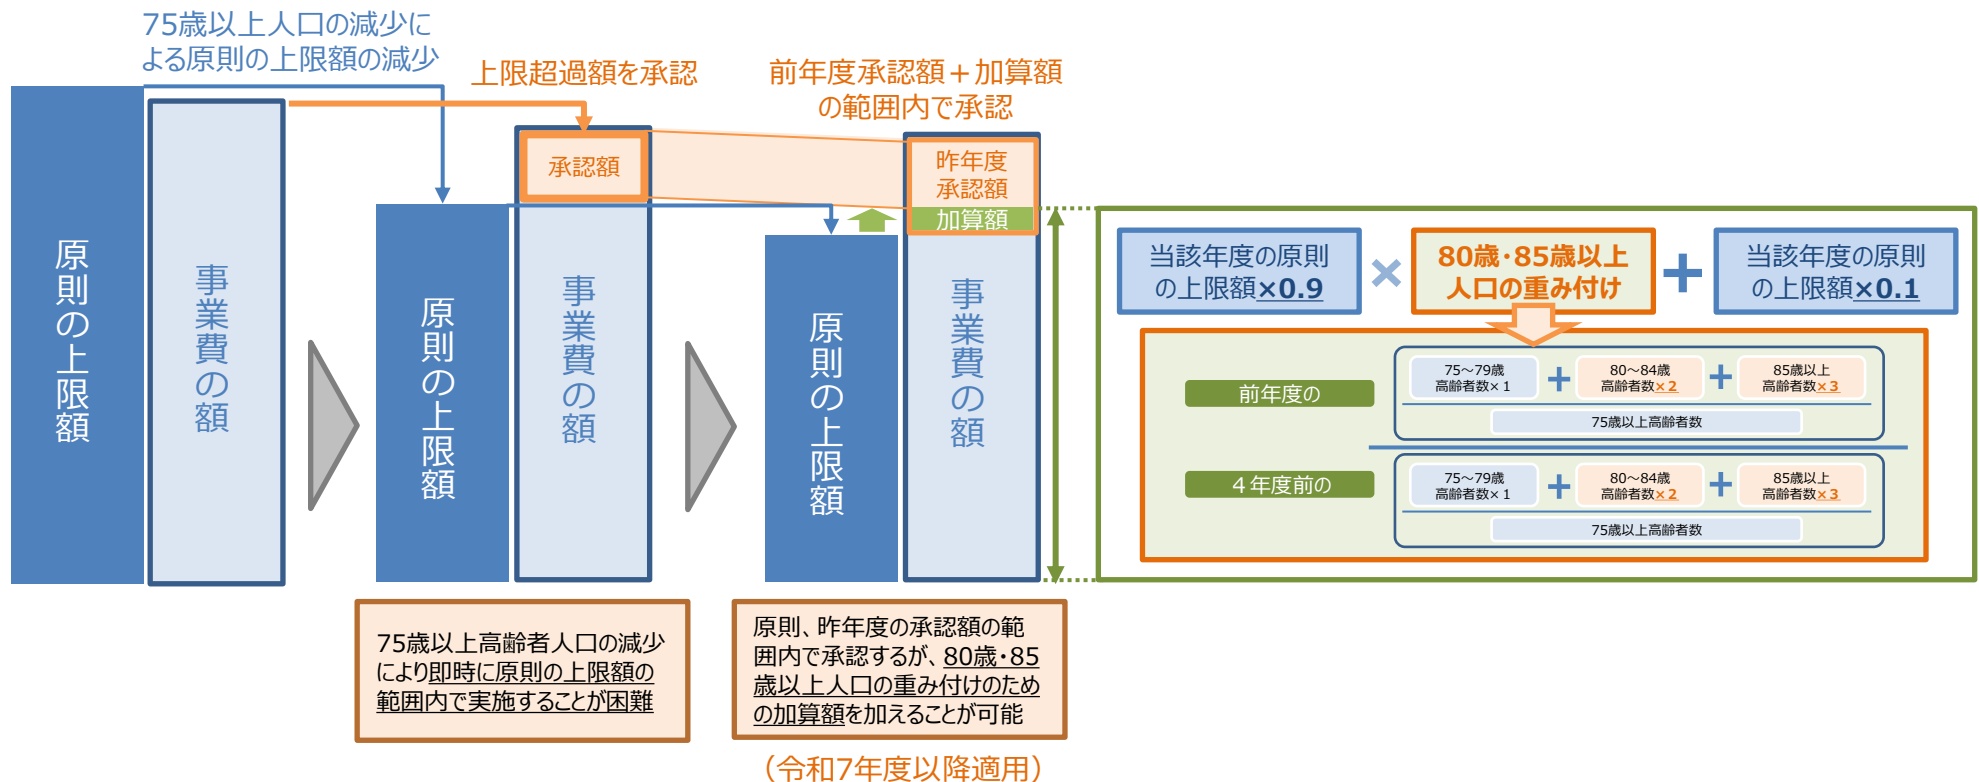 75歳以上人口の減少に
よる原則の上限額の減少
上限超過額を承認
前年度承認額＋加算額
の範囲内で承認
原則の上限額
事業費の額
原則の上限額
承認額
事業費の額
原則の上限額
昨年度
承認額
加算額
事業費の額
当該年度の原則
の上限額×0.9
×
80歳・85歳以上
人口の重み付け
＋
当該年度の原則
の上限額×0.1
前年度の
75～79歳
高齢者数×１
＋
80～84歳
高齢者数×２
＋
85歳以上
高齢者数×３
75歳以上高齢者数
４年度前の
75～79歳
高齢者数×１
＋
80～84歳
高齢者数×２
＋
85歳以上
高齢者数×３
75歳以上高齢者数
75歳以上高齢者人口の減少
により即時に原則の上限額の
範囲内で実施することが困難
原則、昨年度の承認額の範
囲内で承認するが、80歳・85
歳以上人口の重み付けのため
の加算額を加えることが可能
（令和7年度以降適用）